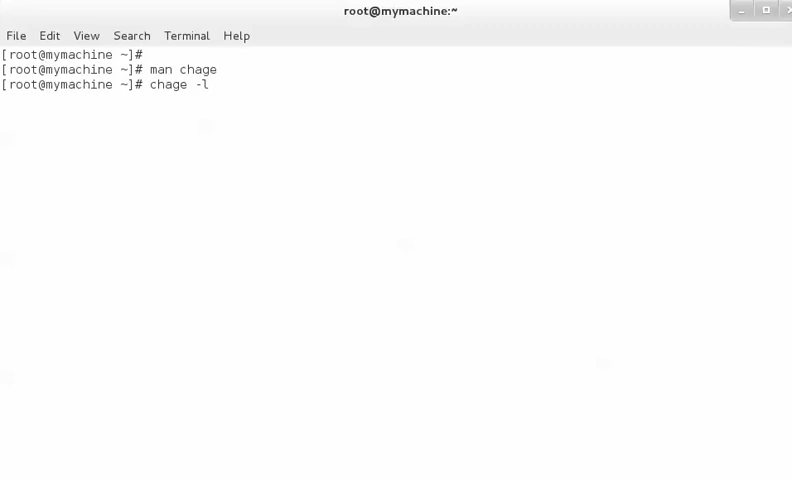 root@mymachine:~
File Edit View Search Terminal Help
[root@mymachine ~]#
[root@mymachine ~]# man chage
[root@mymachine ~]# chage -l